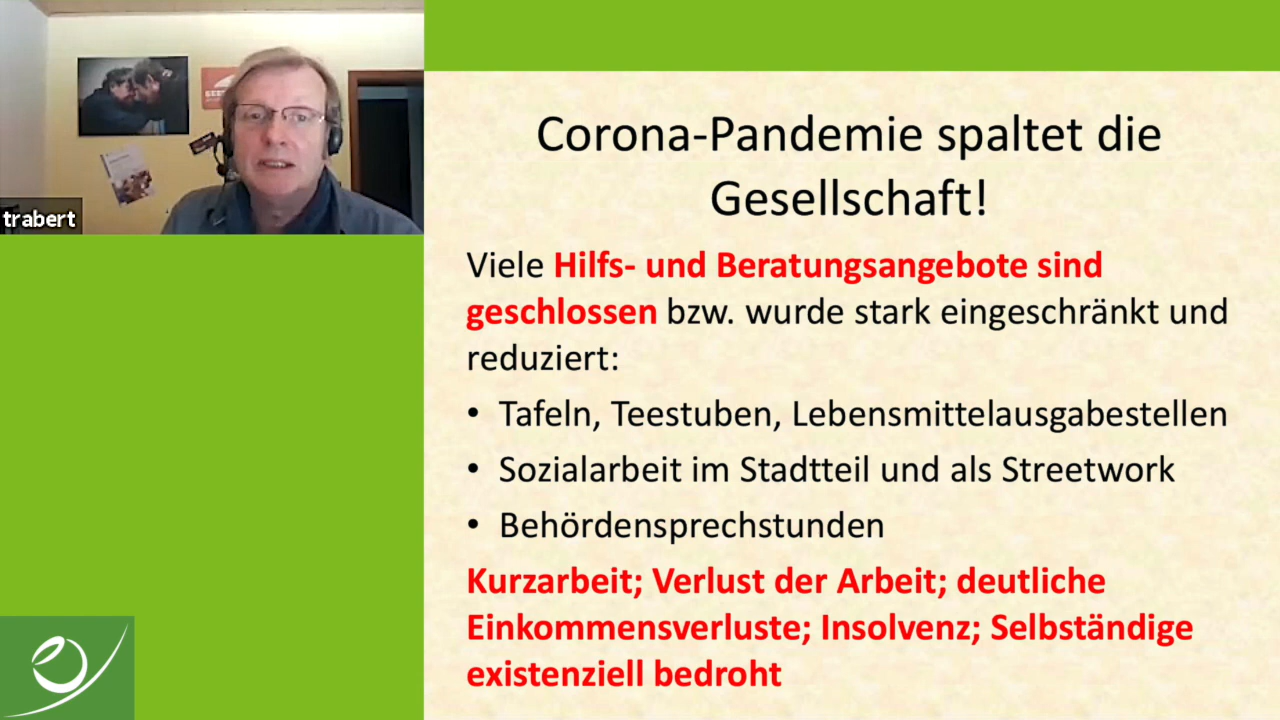 trabert
Corona-Pandemie spaltet die
Gesellschaft!
Viele Hilfs- und Beratungsangebote sind
geschlossen bzw. wurde stark eingeschränkt und
reduziert:
• Tafeln, Teestuben, Lebensmittelausgabestellen
• Sozialarbeit im Stadtteil und als Streetwork
• Behördensprechstunden
Kurzarbeit; Verlust der Arbeit; deutliche
Einkommensverluste; Insolvenz; Selbständige
existenziell bedroht